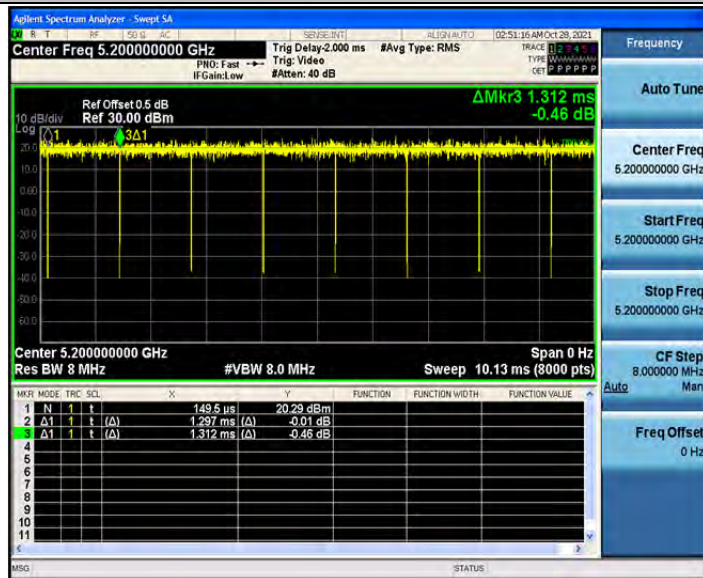 Agilent Spectrum Analyzer - Swept SA
R T RF 50 Ω AC SENSE:INT ALIGN AUTO 02:51:16 AM Oct 28, 2021
Center Freq 5.200000000 GHz
Trig Delay-2.000 ms #Avg Type: RMS
TRACE 1 2 3 4 5 6
PNO: Fast Trig: Video
TYPE
IFGain:Low #Atten: 40 dB
DET P P P P P P
ΔMkr3 1.312 ms
-0.46 dB
Ref Offset 0.5 dB
10 dB/div Ref 30.00 dBm
Log
1
3Δ1
20.0
10.0
0.00
-10.0
-20.0
-30.0
-40.0
-50.0
-60.0
Center 5.200000000 GHz Span 0 Hz
Res BW 8 MHz #VBW 8.0 MHz Sweep 10.13 ms (8000 pts)
MKR MODE TRC SCL X Y FUNCTION FUNCTION WIDTH FUNCTION VALUE
1 N 1 t 149.5 µs 20.29 dBm
2 Δ1 1 t (Δ) 1.297 ms (Δ) -0.01 dB
3 Δ1 1 t (Δ) 1.312 ms (Δ) -0.46 dB
4
5
6
7
8
9
10
11
MSG STATUS
Frequency
Auto Tune
Center Freq
5.200000000 GHz
Start Freq
5.200000000 GHz
Stop Freq
5.200000000 GHz
CF Step
8.000000 MHz
Auto Man
Freq Offset
0 Hz